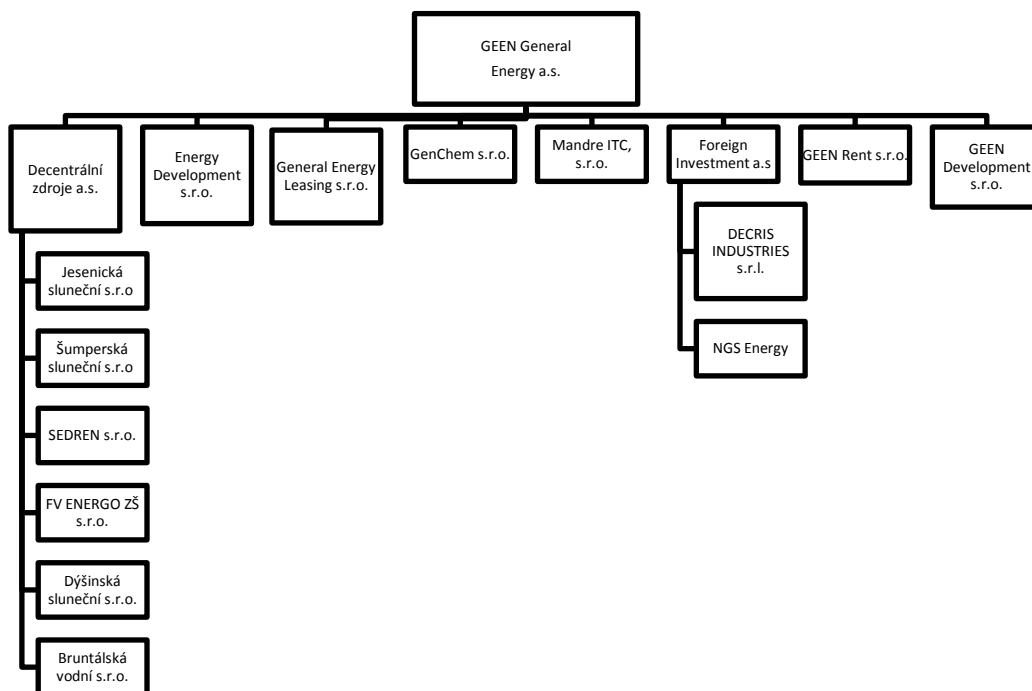 GEEN General
Energy a.s.
Decentrální
zdroje a.s.
Energy
Development
s.r.o.
General Energy
Leasing s.r.o.
GenChem s.r.o.
Mandre ITC,
s.r.o.
Foreign
Investment a.s
GEEN Rent s.r.o.
GEEN
Development
s.r.o.
Jesenická
sluneční s.r.o
Šumperská
sluneční s.r.o
SEDREN s.r.o.
FV ENERGO ZŠ
s.r.o.
Dýšinská
sluneční s.r.o.
Bruntálská
vodní s.r.o.
DECRIS
INDUSTRIES
s.r.l.
NGS Energy